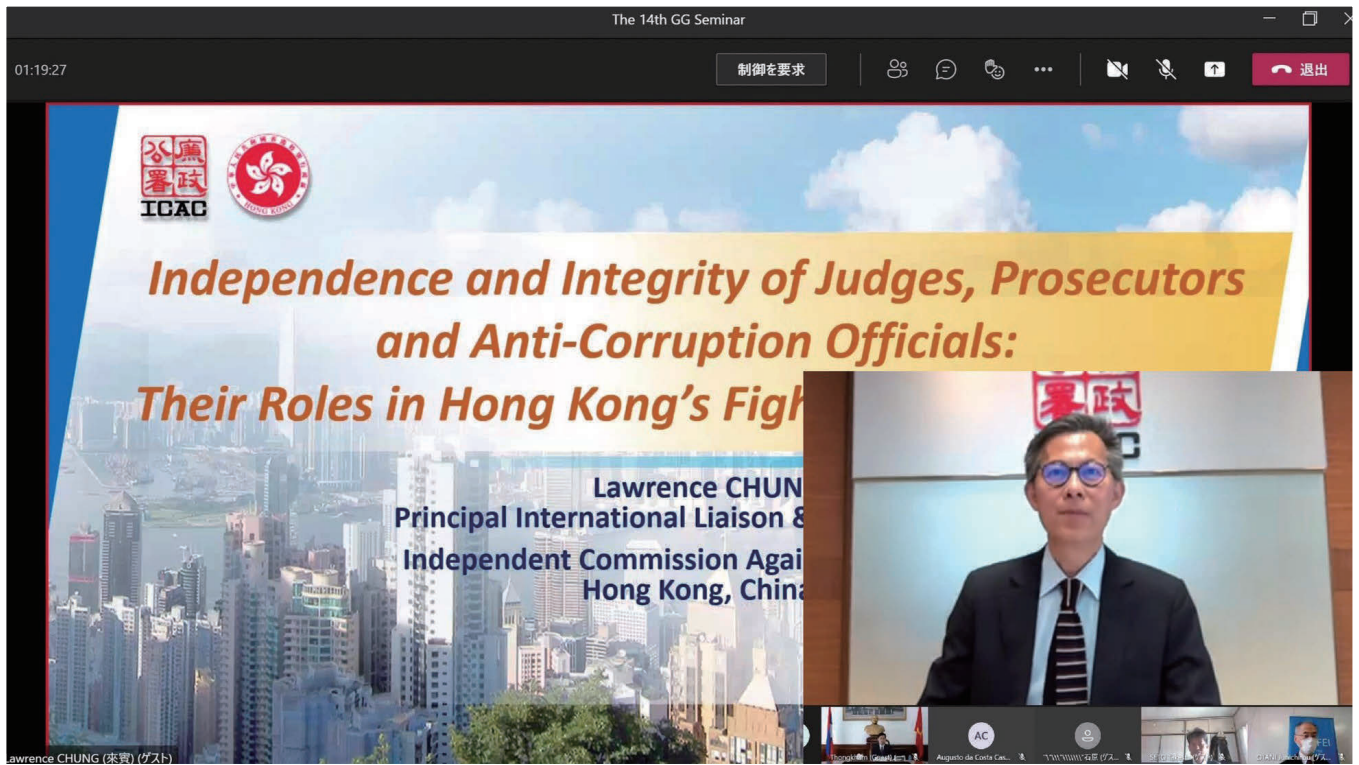 The 14th GG Seminar
01:19:27
制御を要求
退出
公廉
署政
ICAC
HONG KONG
Independence and Integrity of Judges, Prosecutors
and Anti-Corruption Officials:
Their Roles in Hong Kong's Figh
Lawrence CHUN
Principal International Liaison &
Independent Commission Agai
Hong Kong, China
署政
C
AC
Augusto da Costa Cas...
Lawrence CHUNG (來賓) (ゲスト)